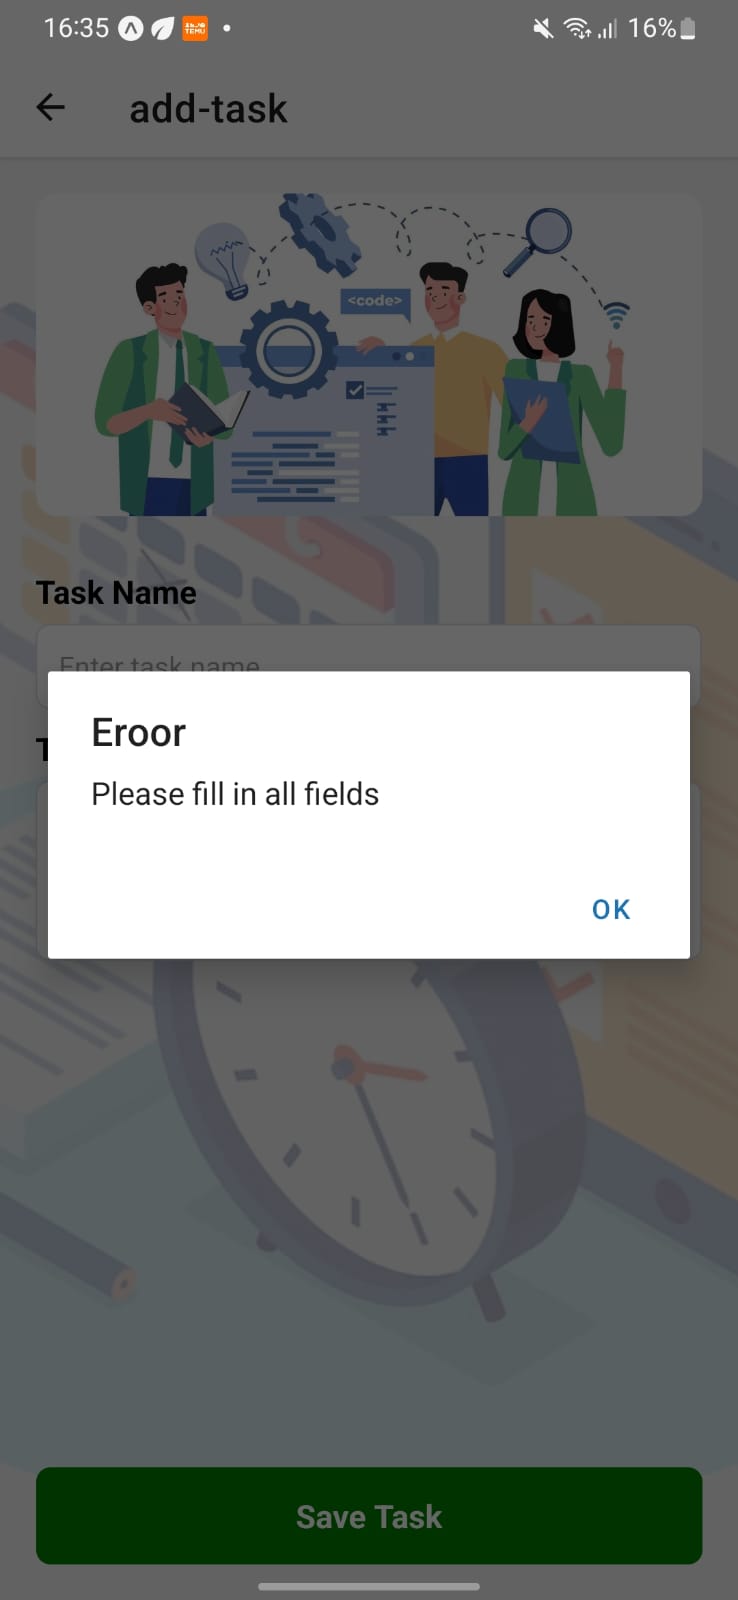 16:35 TEMU 16%
add-task
<code>
Task Name
Enter task name
Eroor
Please fill in all fields
OK
Save Task